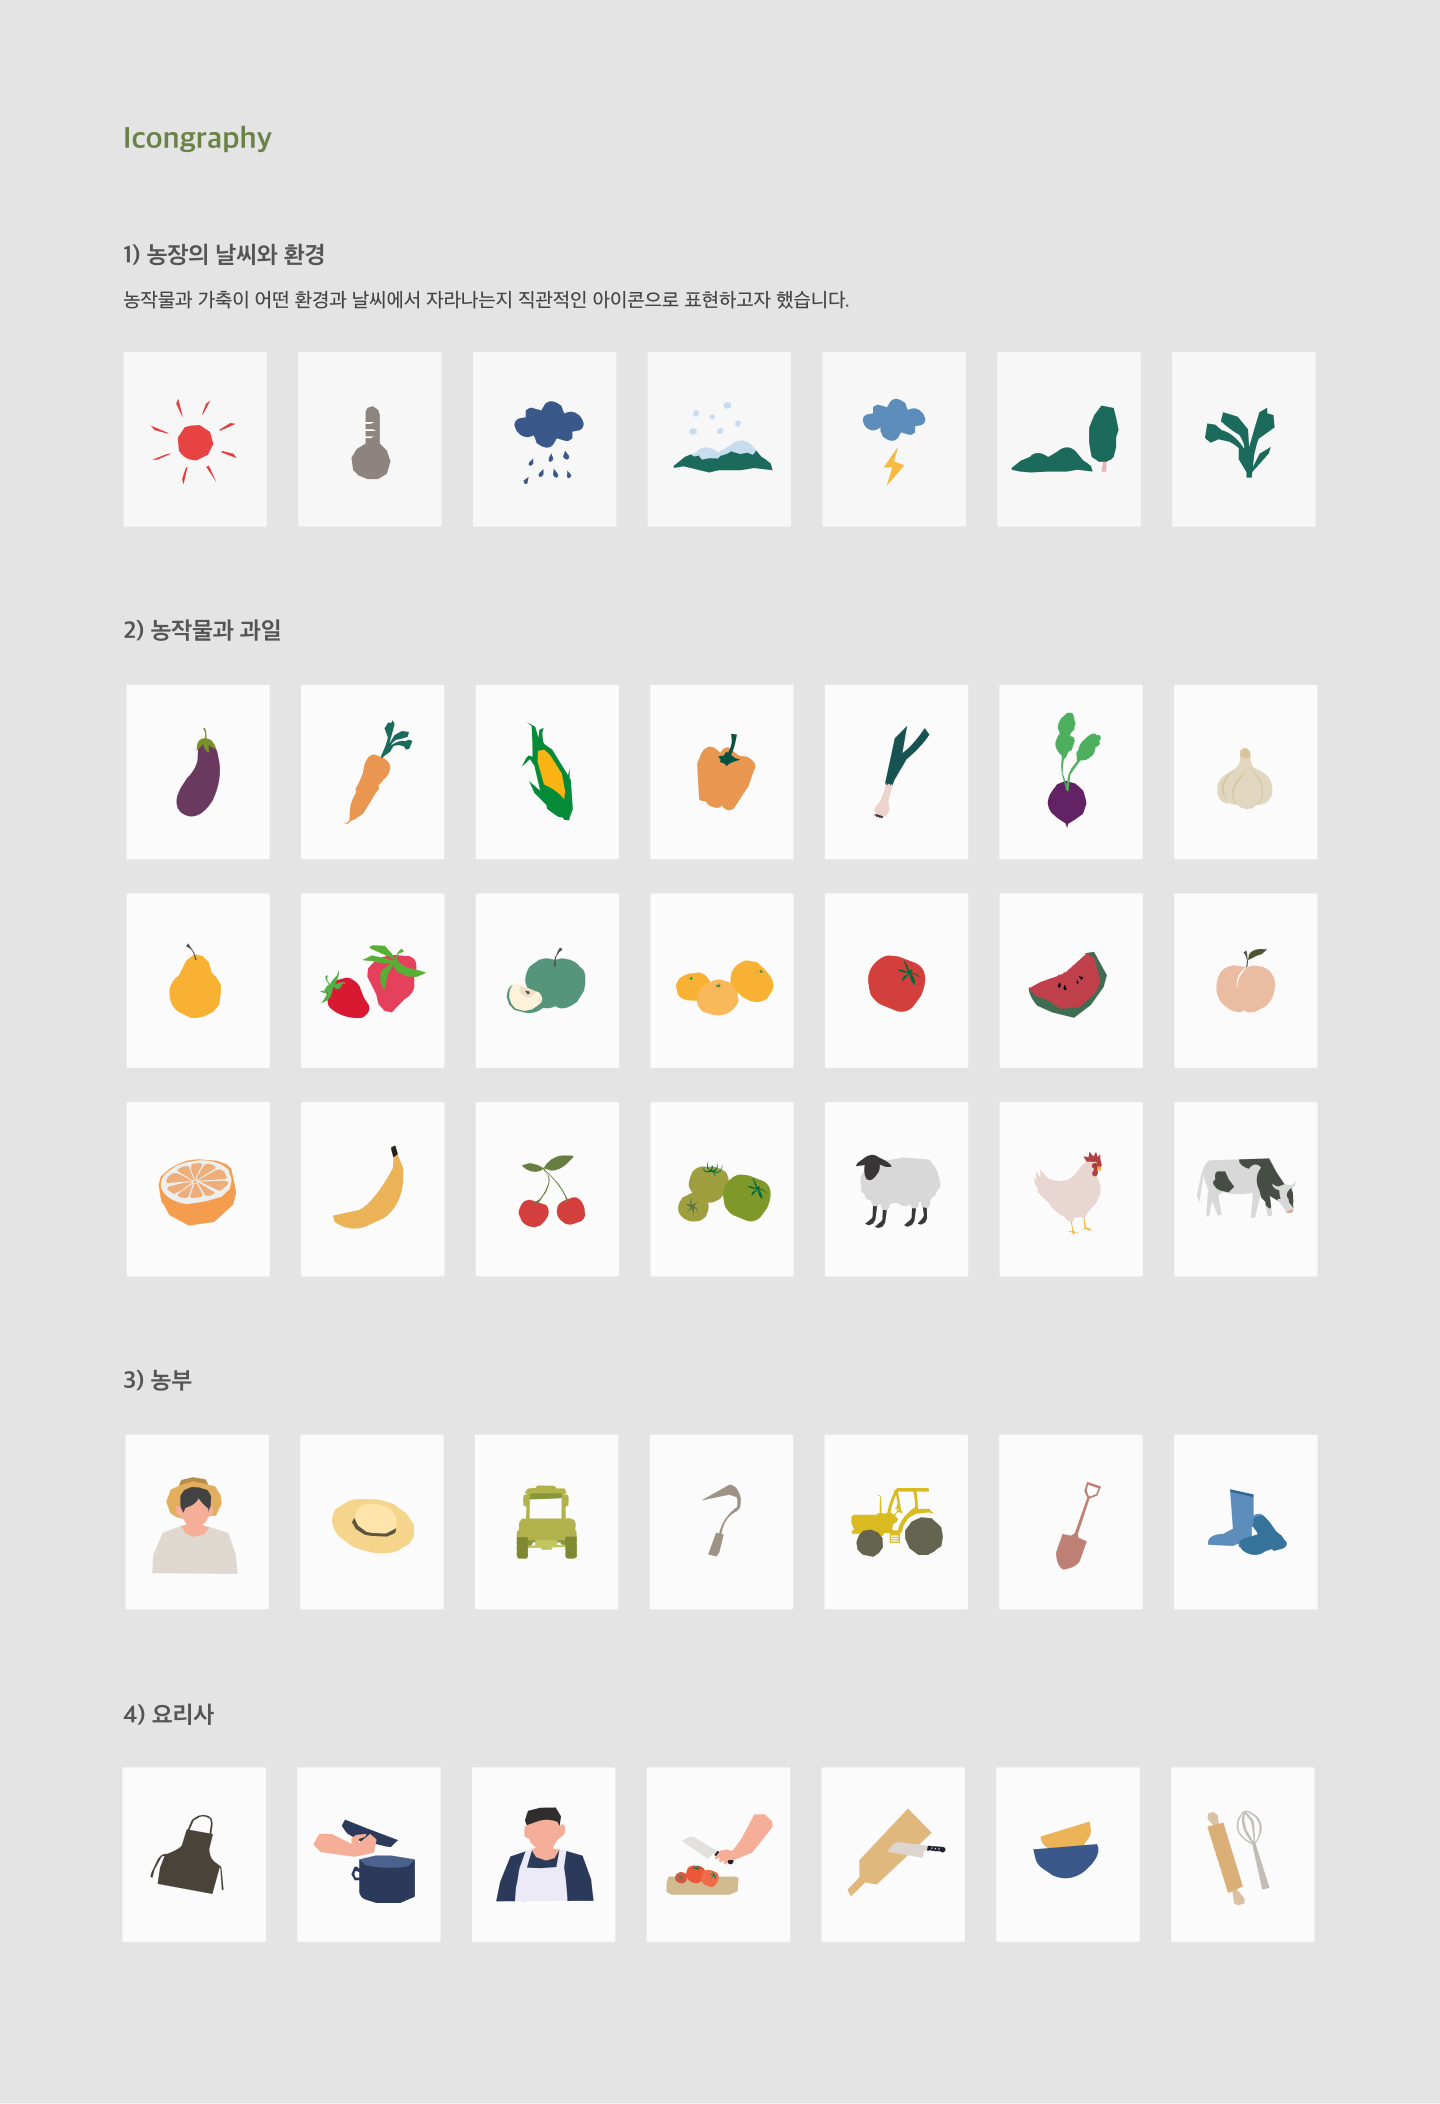 Icongraphy
1) 농장의 날씨와 환경
농작물과 가축이 어떤 환경과 날씨에서 자라나는지 직관적인 아이콘으로 표현하고자 했습니다.
2) 농작물과 과일
3) 농부
4) 요리사